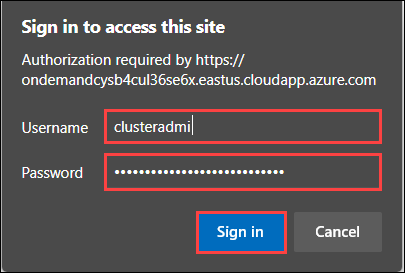 Sign in to access this site
Authorization required by https://
ondemandcysb4cul36se6x.eastus.cloudapp.azure.com
Username clusteradmi
Password ••••••••••••••••••••••••••••
Sign in Cancel